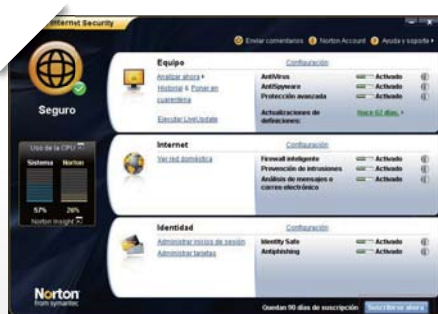 Internet Security
Enviar comentarios Norton Account Ayuda y soporte
Seguro
Uso de la CPU
Sistema Norton
57% 26%
Norton Insight
Equipo
Configuración
Analizar ahora
Historial & Poner en
cuarentena
Ejecutar LiveUpdate
AntiVirus Activado
AntiSpyware Activado
Protección avanzada Activado
Actualizaciones de
definiciones: Hace 62 días.
Internet
Configuración
Ver red doméstica
Firewall inteligente Activado
Prevención de intrusiones Activado
Análisis de mensajes o
correo electrónico Activado
Identidad
Configuración
Administrar inicios de sesión
Administrar tarjetas
Identity Safe Activado
Antiphishing Activado
Norton
from symantec
Quedan 90 días de suscripción Suscribirse ahora